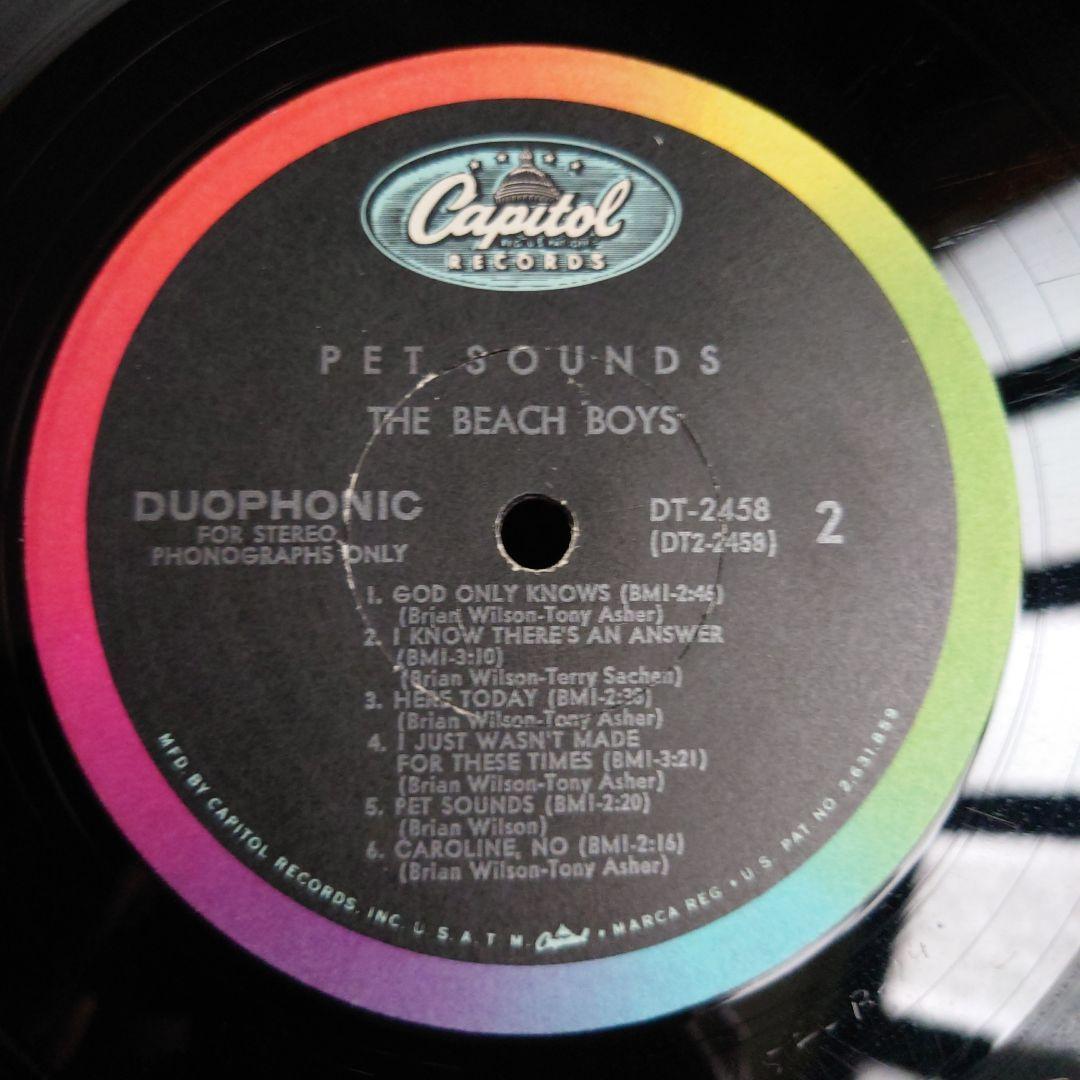 Capitol
RECORDS
PET SOUNDS
THE BEACH BOYS
DUOPHONIC
FOR STEREO
PHONOGRAPHS ONLY
DT-2458
(DT2-2458)
2
1. GOD ONLY KNOWS (BMI-2:46)
(Brian Wilson-Tony Asher)
2. I KNOW THERE'S AN ANSWER
(BMI-3:10)
(Brian Wilson-Terry Sachen)
3. HERE TODAY (BMI-2:38)
(Brian Wilson-Tony Asher)
4. I JUST WASN'T MADE
FOR THESE TIMES (BMI-3:21)
(Brian Wilson-Tony Asher)
5. PET SOUNDS (BMI-2:20)
(Brian Wilson)
6. CAROLINE, NO (BMI-2:16)
(Brian Wilson-Tony Asher)
MFD. BY CAPITOL RECORDS, INC. U.S.A. T.M. Capitol • MARCA REG • U.S. PAT NO 2,631,859